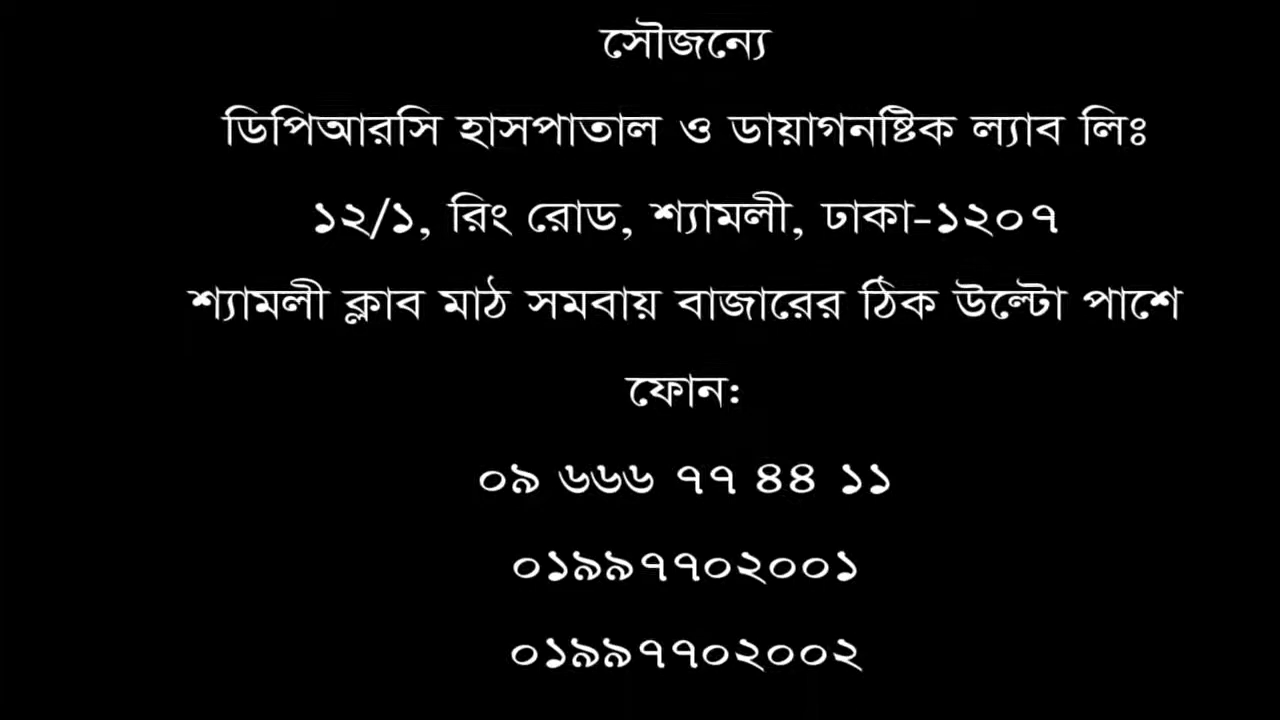 সৌজন্যে
ডিপিআরসি হাসপাতাল ও ডায়াগনষ্টিক ল্যাব লিঃ
১২/১, রিং রোড, শ্যামলী, ঢাকা-১২০৭
শ্যামলী ক্লাব মাঠ সমবায় বাজারের ঠিক উল্টো পাশে
ফোন:
০৯ ৬৬৬ ৭৭ ৪৪ ১১
০১৯৯৭৭০২০০১
০১৯৯৭৭০২০০২